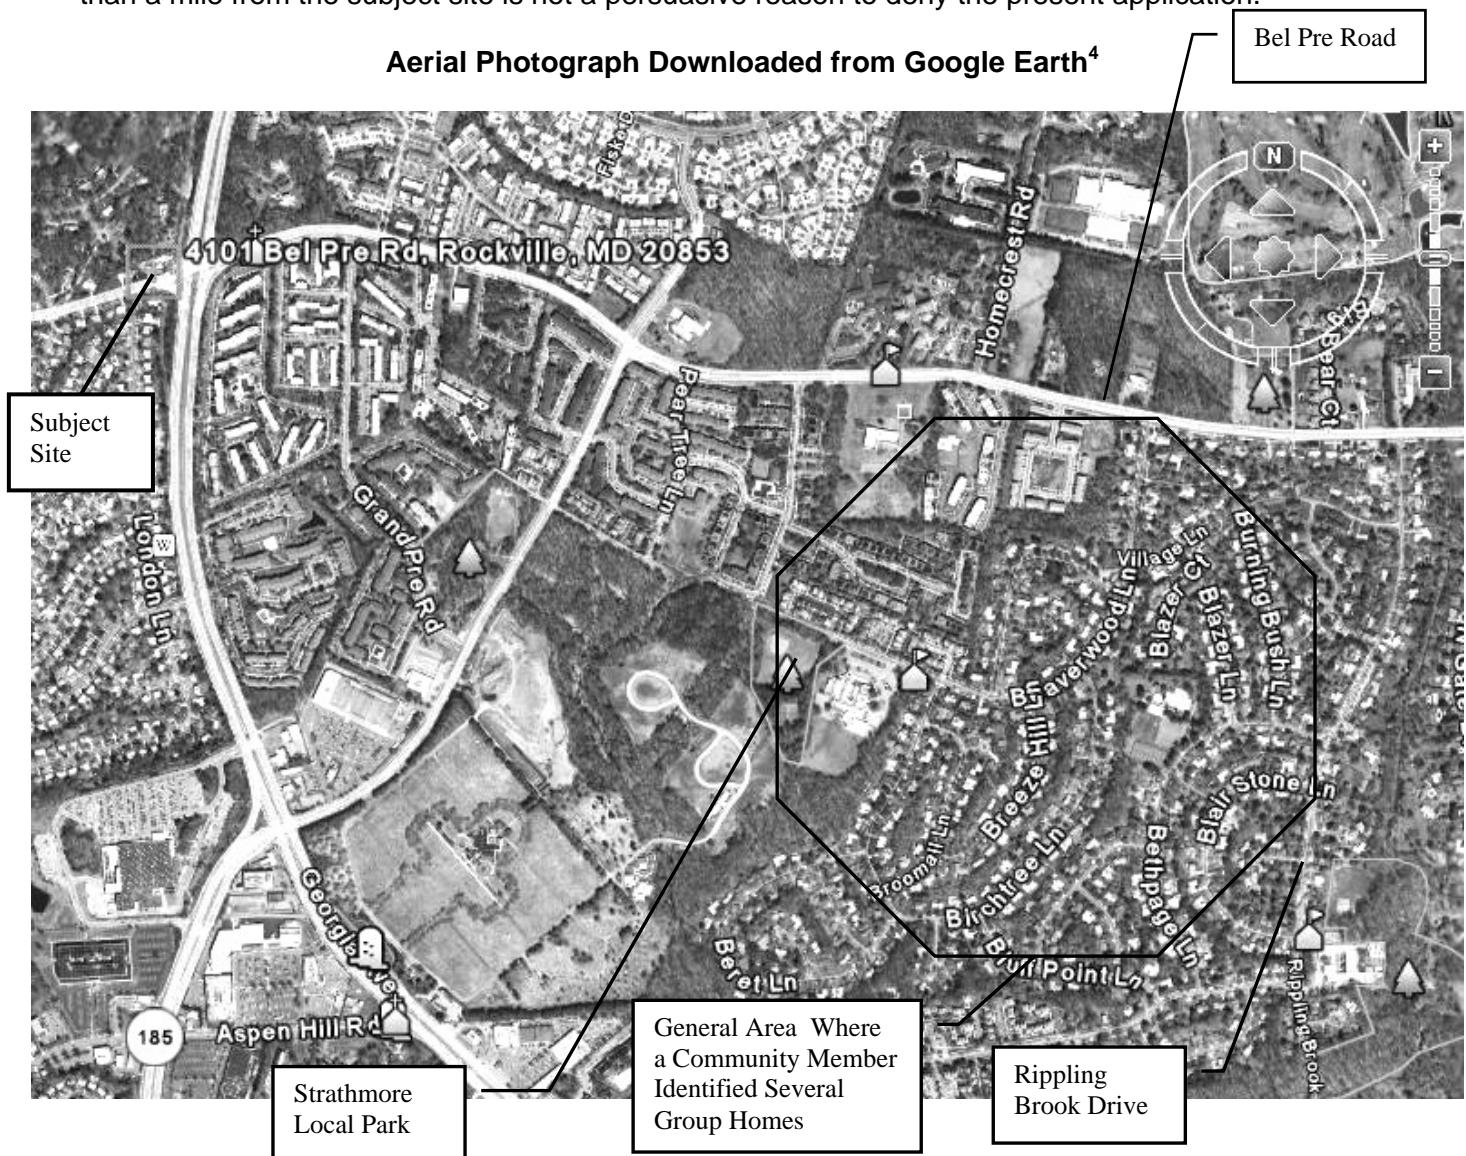 than a mile from the subject site is not a persuasive reason to deny the present application.
Aerial Photograph Downloaded from Google Earth4
Bel Pre Road
N
Fiske D
4101 Bel Pre Rd, Rockville, MD 20853
Homecrest Rd
Big
Bear Ct
Subject
Site
Pear Tree Ln
Grand Pre Rd
London Ln
W
Village Ln
Burning Bush Ln
Blazer Ct
Blazer Ln
Beaverwood Ln
Breeze Hill Ln
Blair Stone Ln
Broomall Ln
Birchtree Ln
Bethpage Ln
Georgia Ave
Beret Ln
Bluff Point Ln
Rippling Brook
185
Aspen Hill Rd
General Area Where
a Community Member
Identified Several
Group Homes
Rippling
Brook Drive
Strathmore
Local Park